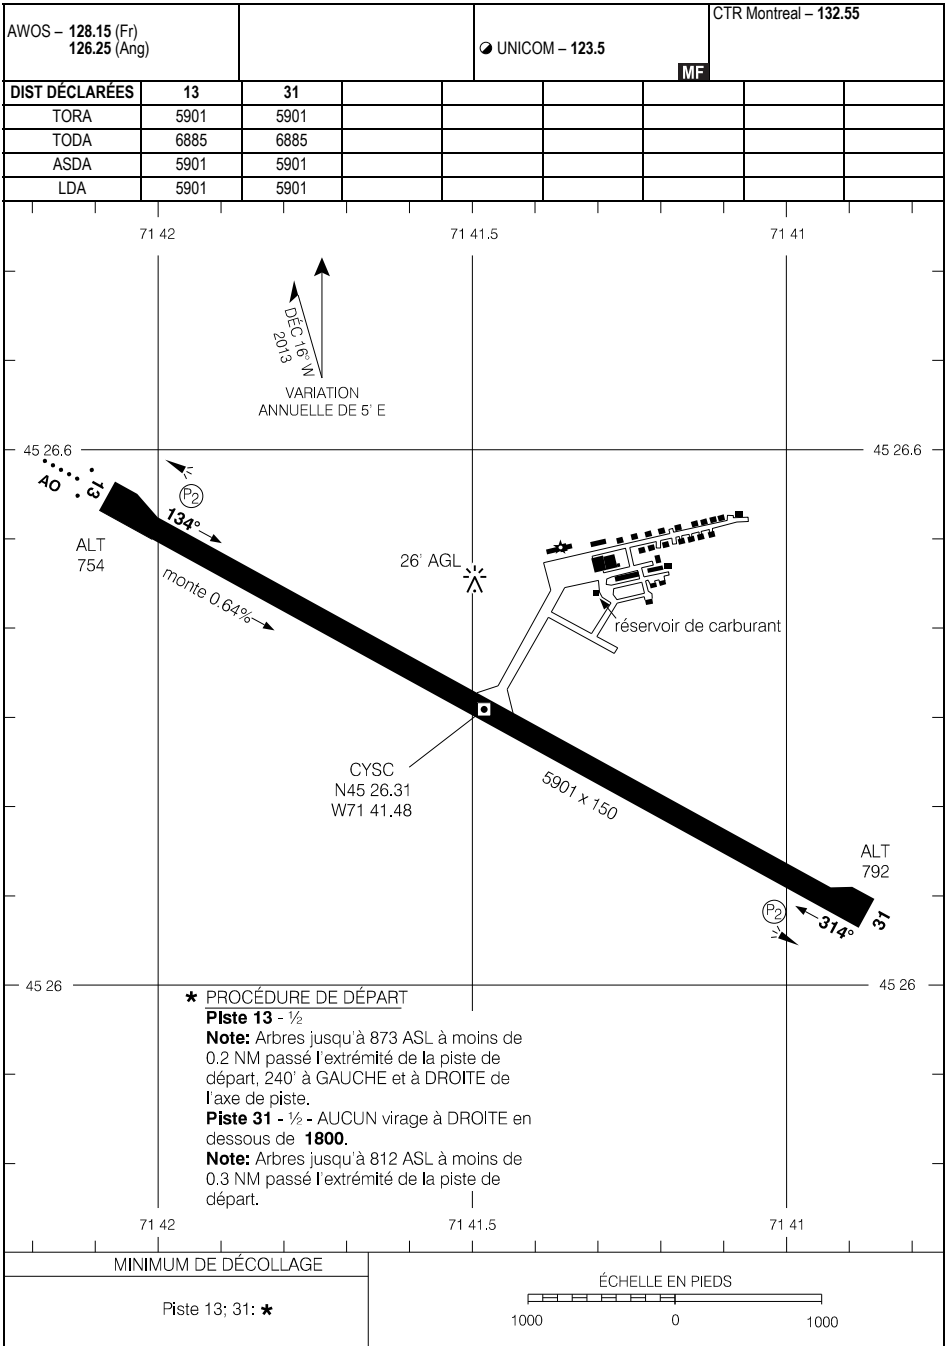 AWOS – 128.15 (Fr)
126.25 (Ang)
UNICOM – 123.5
MF
CTR Montreal – 132.55
DIST DÉCLARÉES 13 31
TORA 5901 5901
TODA 6885 6885
ASDA 5901 5901
LDA 5901 5901
71 42 71 41.5 71 41
DÉC 16° W
2013
VARIATION
ANNUELLE DE 5' E
45 26.6 45 26.6
AO
13
P2
134°
ALT
754
monte 0.64%
26' AGL
réservoir de carburant
CYSC
N45 26.31
W71 41.48
5901 x 150
ALT
792
P2
314°
31
45 26 45 26
* PROCÉDURE DE DÉPART
PIste 13 - ½
Note: Arbres jusqu'à 873 ASL à moins de
0.2 NM passé l'extrémité de la piste de
départ, 240' à GAUCHE et à DROITE de
l'axe de piste.
Piste 31 - ½ - AUCUN virage à DROITE en
dessous de 1800.
Note: Arbres jusqu'à 812 ASL à moins de
0.3 NM passé l'extrémité de la piste de
départ.
71 42 71 41.5 71 41
MINIMUM DE DÉCOLLAGE
Piste 13; 31: *
ÉCHELLE EN PIEDS
1000 0 1000